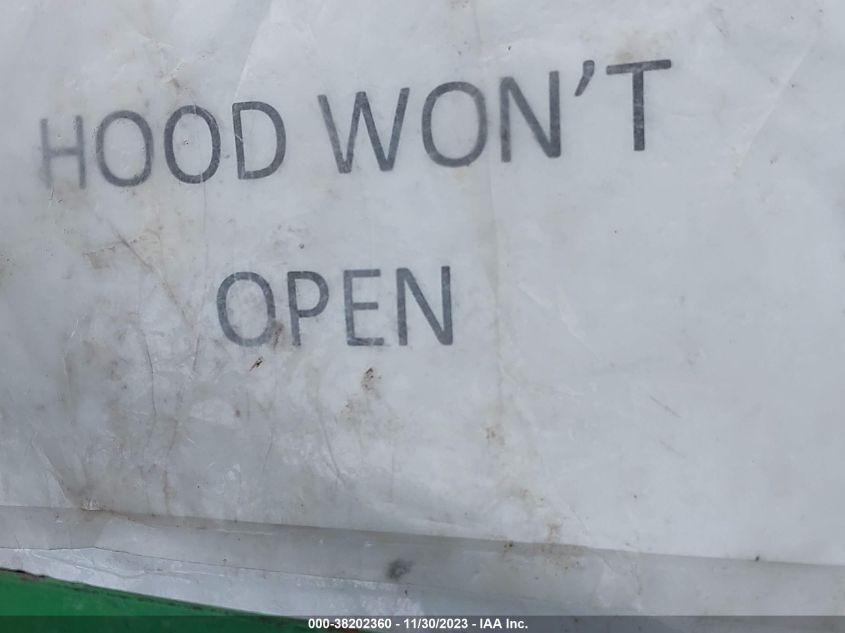 HOOD WON'T
OPEN
000-38202360 - 11/30/2023 - IAA Inc.